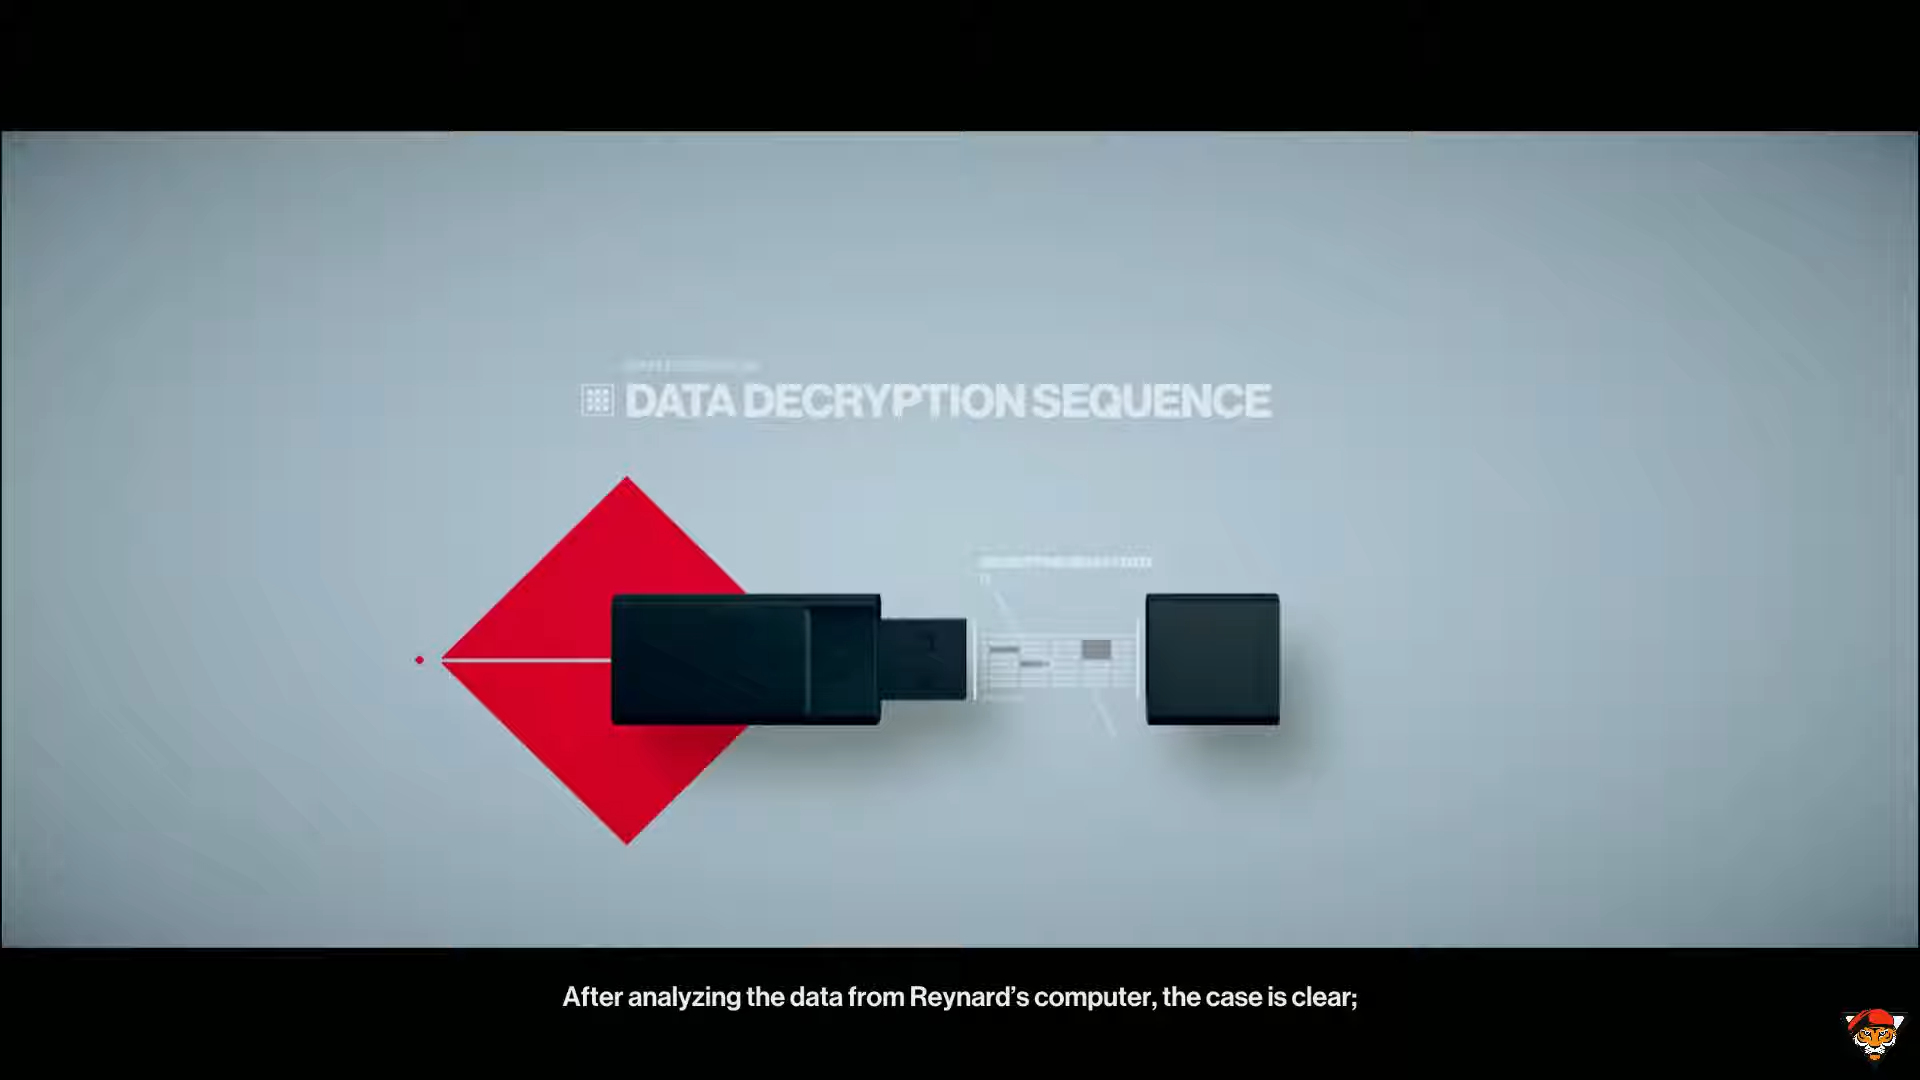 DATA DECRYPTION SEQUENCE
After analyzing the data from Reynard’s computer, the case is clear;